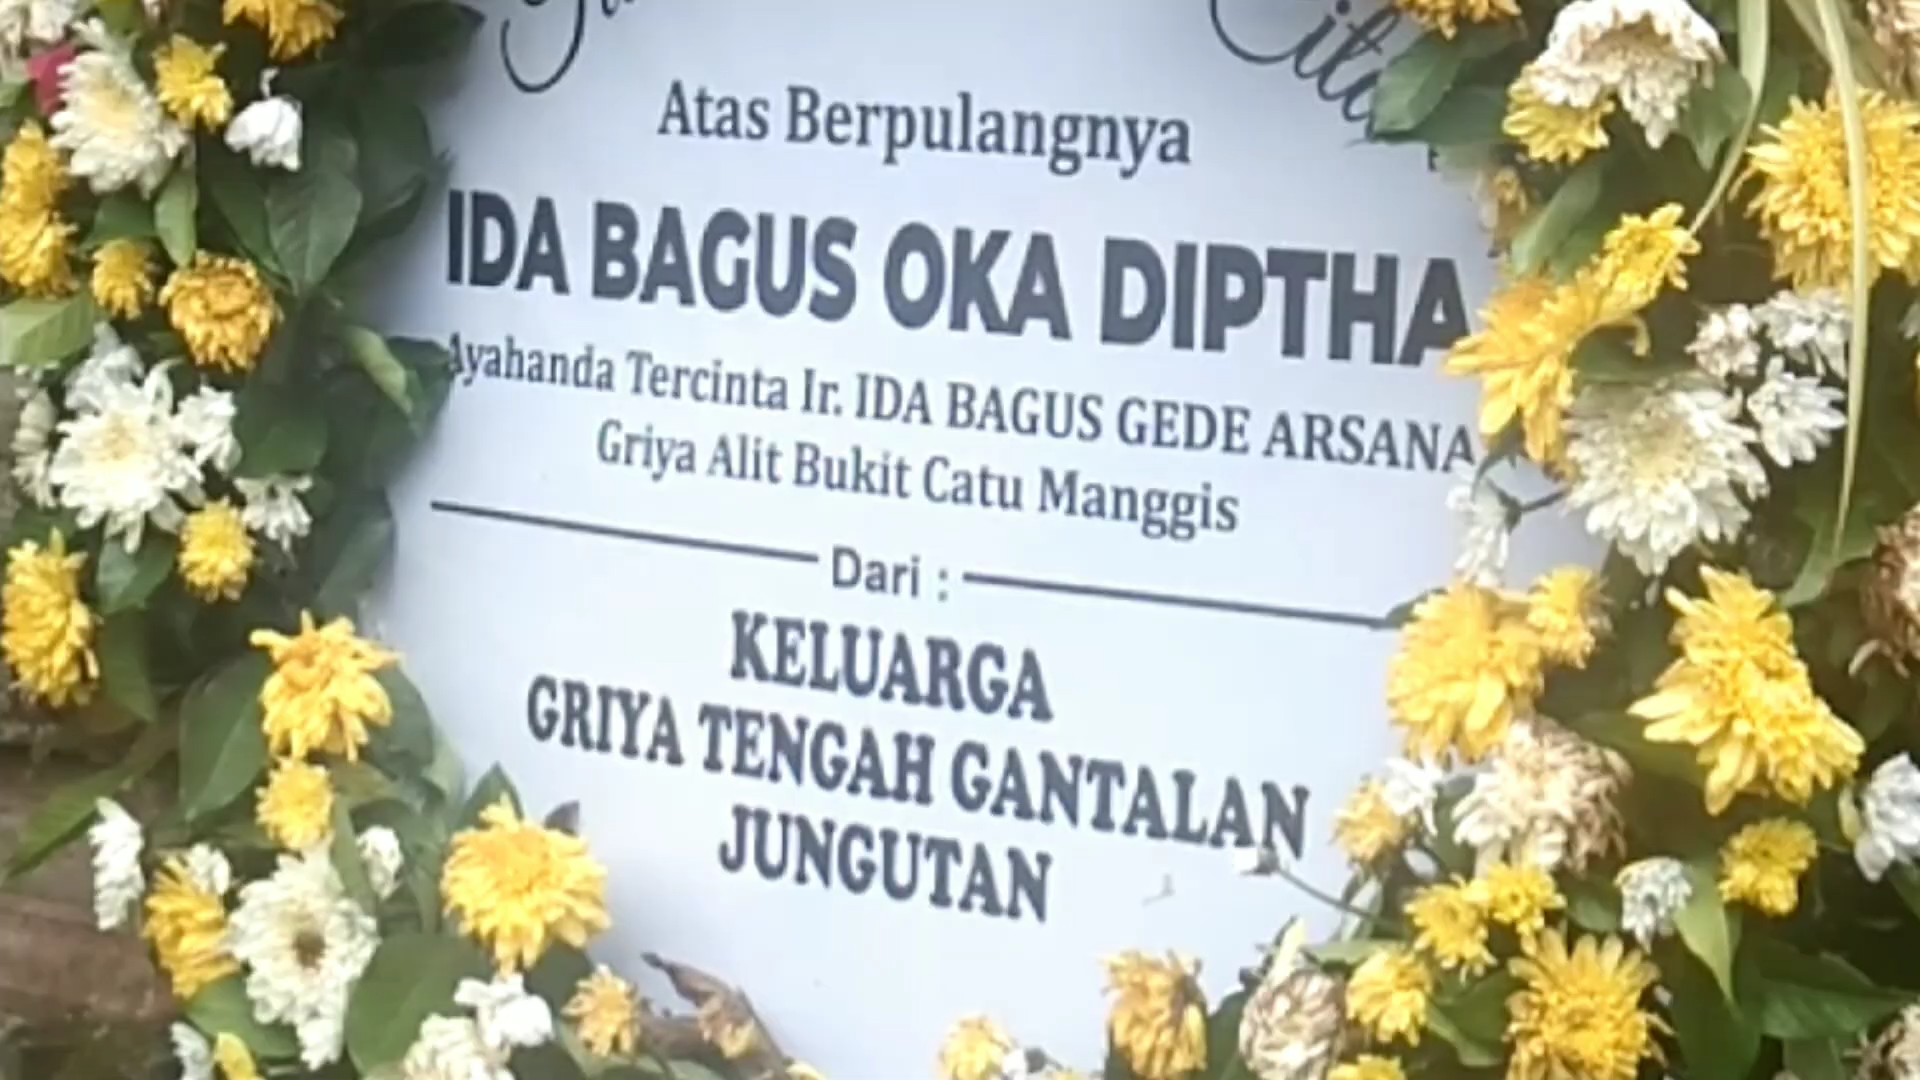 Atas Berpulangnya
IDA BAGUS OKA DIPTHA
Ayahanda Tercinta Ir. IDA BAGUS GEDE ARSANA
Griya Alit Bukit Catu Manggis
Dari :
KELUARGA
GRIYA TENGAH GANTALAN
JUNGUTAN